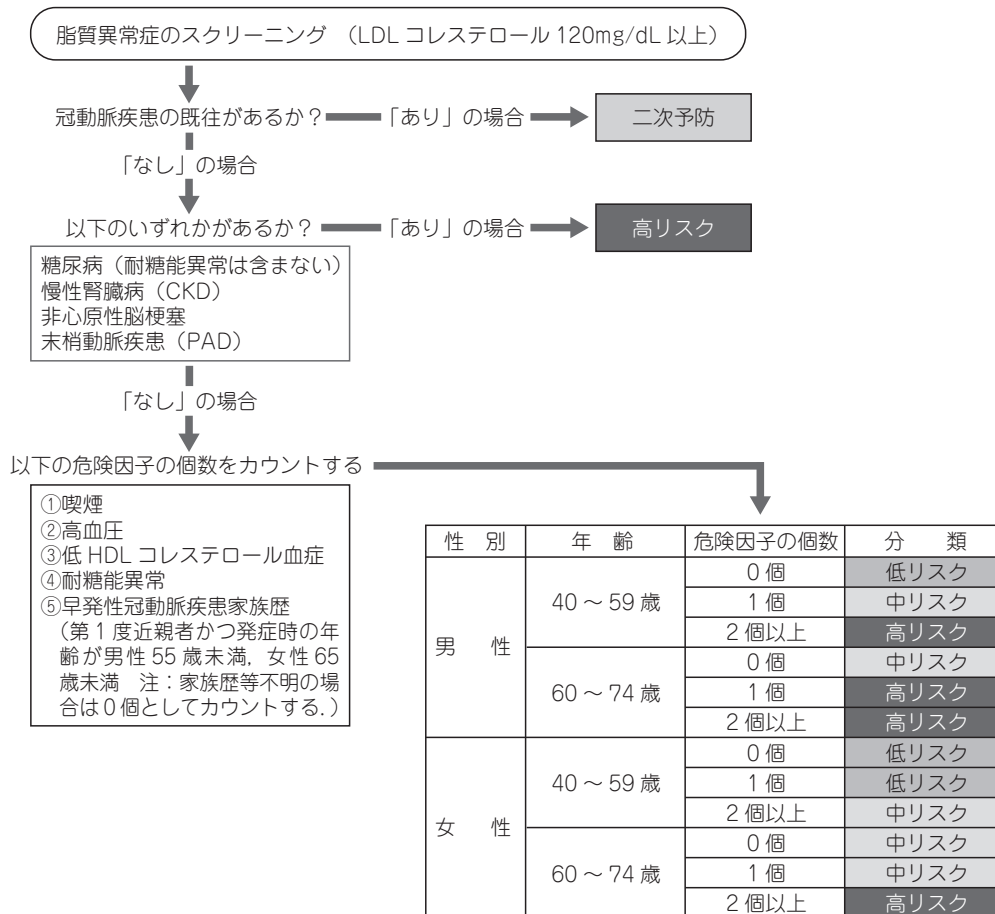 脂質異常症のスクリーニング (LDL コレステロール 120mg/dL 以上)
冠動脈疾患の既往があるか? 「あり」の場合 二次予防
「なし」の場合
以下のいずれかがあるか? 「あり」の場合 高リスク
糖尿病(耐糖能異常は含まない)
慢性腎臓病(CKD)
非心原性脳梗塞
末梢動脈疾患(PAD)
「なし」の場合
以下の危険因子の個数をカウントする
①喫煙
②高血圧
③低 HDL コレステロール血症
④耐糖能異常
⑤早発性冠動脈疾患家族歴
(第1度近親者かつ発症時の年
齢が男性 55 歳未満,女性 65
歳未満 注:家族歴等不明の場
合は0個としてカウントする.)
性 別 年 齢 危険因子の個数 分 類
男 性 40 ~ 59 歳 0 個 低リスク
1 個 中リスク
2 個以上 高リスク
60 ~ 74 歳 0 個 中リスク
1 個 高リスク
2 個以上 高リスク
女 性 40 ~ 59 歳 0 個 低リスク
1 個 低リスク
2 個以上 中リスク
60 ~ 74 歳 0 個 中リスク
1 個 中リスク
2 個以上 高リスク